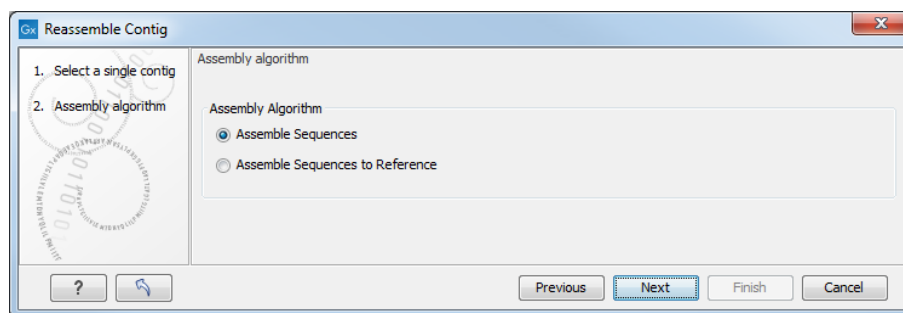 Gx Reassemble Contig
1. Select a single contig
2. Assembly algorithm
Assembly algorithm
Assembly Algorithm
Assemble Sequences
Assemble Sequences to Reference
?
Previous
Next
Finish
Cancel